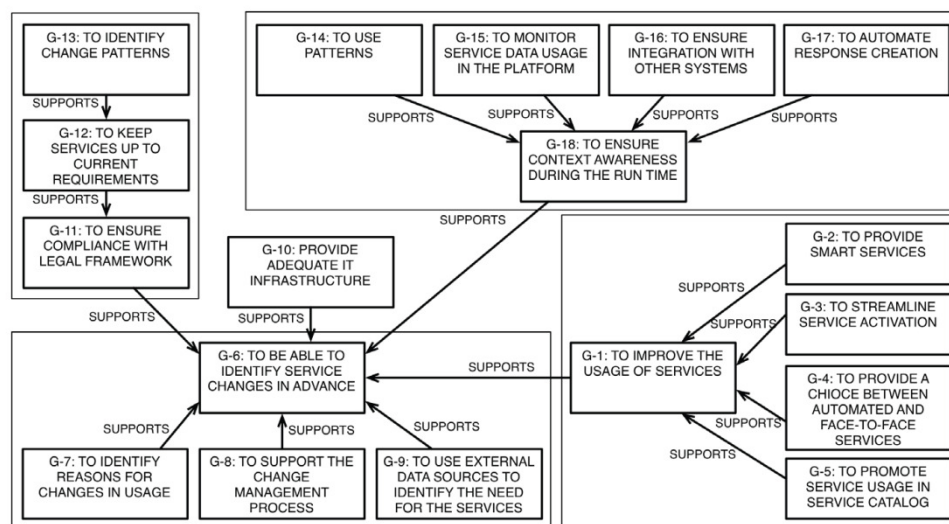 G-13: TO IDENTIFY
CHANGE PATTERNS
SUPPORTS
G-12: TO KEEP
SERVICES UP TO
CURRENT
REQUIREMENTS
SUPPORTS
G-11: TO ENSURE
COMPLIANCE WITH
LEGAL FRAMEWORK
SUPPORTS
G-14: TO USE
PATTERNS
G-15: TO MONITOR
SERVICE DATA USAGE
IN THE PLATFORM
G-16: TO ENSURE
INTEGRATION WITH
OTHER SYSTEMS
G-17: TO AUTOMATE
RESPONSE CREATION
SUPPORTS
SUPPORTS
SUPPORTS
SUPPORTS
G-18: TO ENSURE
CONTEXT AWARENESS
DURING THE RUN TIME
SUPPORTS
G-10: PROVIDE
ADEQUATE IT
INFRASTRUCTURE
SUPPORTS
G-2: TO PROVIDE
SMART SERVICES
SUPPORTS
G-3: TO STREAMLINE
SERVICE ACTIVATION
SUPPORTS
G-1: TO IMPROVE THE
USAGE OF SERVICES
SUPPORTS
G-4: TO PROVIDE A
CHIOCE BETWEEN
AUTOMATED AND
FACE-TO-FACE
SERVICES
SUPPORTS
G-5: TO PROMOTE
SERVICE USAGE IN
SERVICE CATALOG
SUPPORTS
G-6: TO BE ABLE TO
IDENTIFY SERVICE
CHANGES IN ADVANCE
SUPPORTS
SUPPORTS
SUPPORTS
G-7: TO IDENTIFY
REASONS FOR
CHANGES IN USAGE
G-8: TO SUPPORT THE
CHANGE
MANAGEMENT
PROCESS
G-9: TO USE EXTERNAL
DATA SOURCES TO
IDENTIFY THE NEED
FOR THE SERVICES